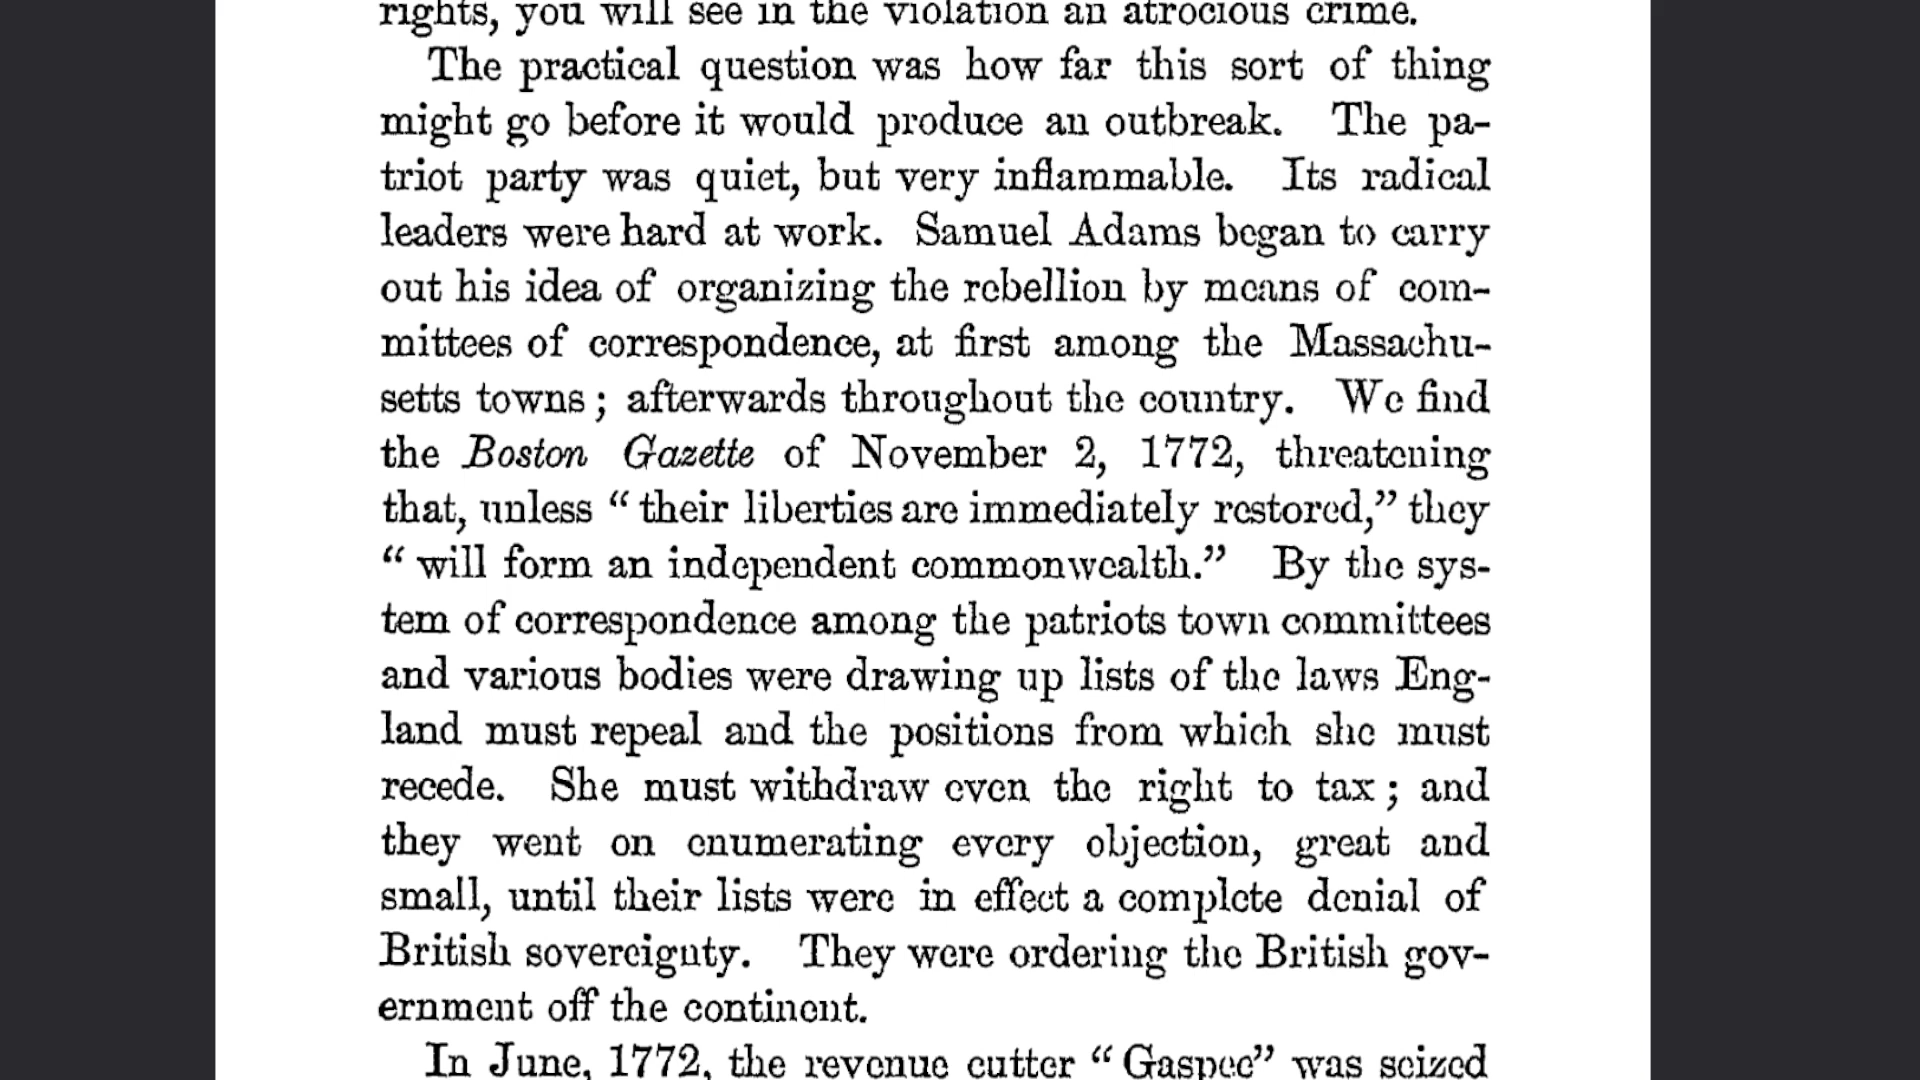 rights, you will see in the violation an atrocious crime.
The practical question was how far this sort of thing
might go before it would produce an outbreak. The pa-
triot party was quiet, but very inflammable. Its radical
leaders were hard at work. Samuel Adams began to carry
out his idea of organizing the rebellion by means of com-
mittees of correspondence, at first among the Massachu-
setts towns; afterwards throughout the country. We find
the Boston Gazette of November 2, 1772, threatening
that, unless “their liberties are immediately restored,” they
“will form an independent commonwealth.” By the sys-
tem of correspondence among the patriots town committees
and various bodies were drawing up lists of the laws Eng-
land must repeal and the positions from which she must
recede. She must withdraw even the right to tax; and
they went on enumerating every objection, great and
small, until their lists were in effect a complete denial of
British sovereignty. They were ordering the British gov-
ernment off the continent.
In June, 1772, the revenue cutter “Gaspee” was seized